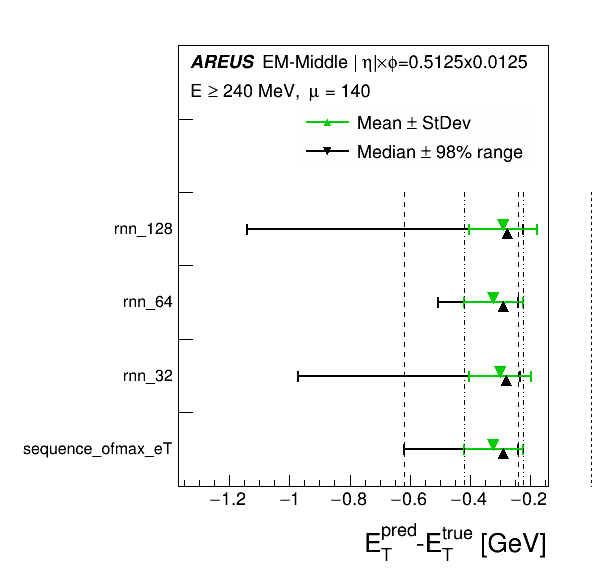 AREUS EM-Middle | η|×φ=0.5125x0.0125
E ≥ 240 MeV, μ = 140
Mean ± StDev
Median ± 98% range
rnn_128
rnn_64
rnn_32
sequence_ofmax_eT
−1.2 −1 −0.8 −0.6 −0.4 −0.2
E_T^pred-E_T^true [GeV]